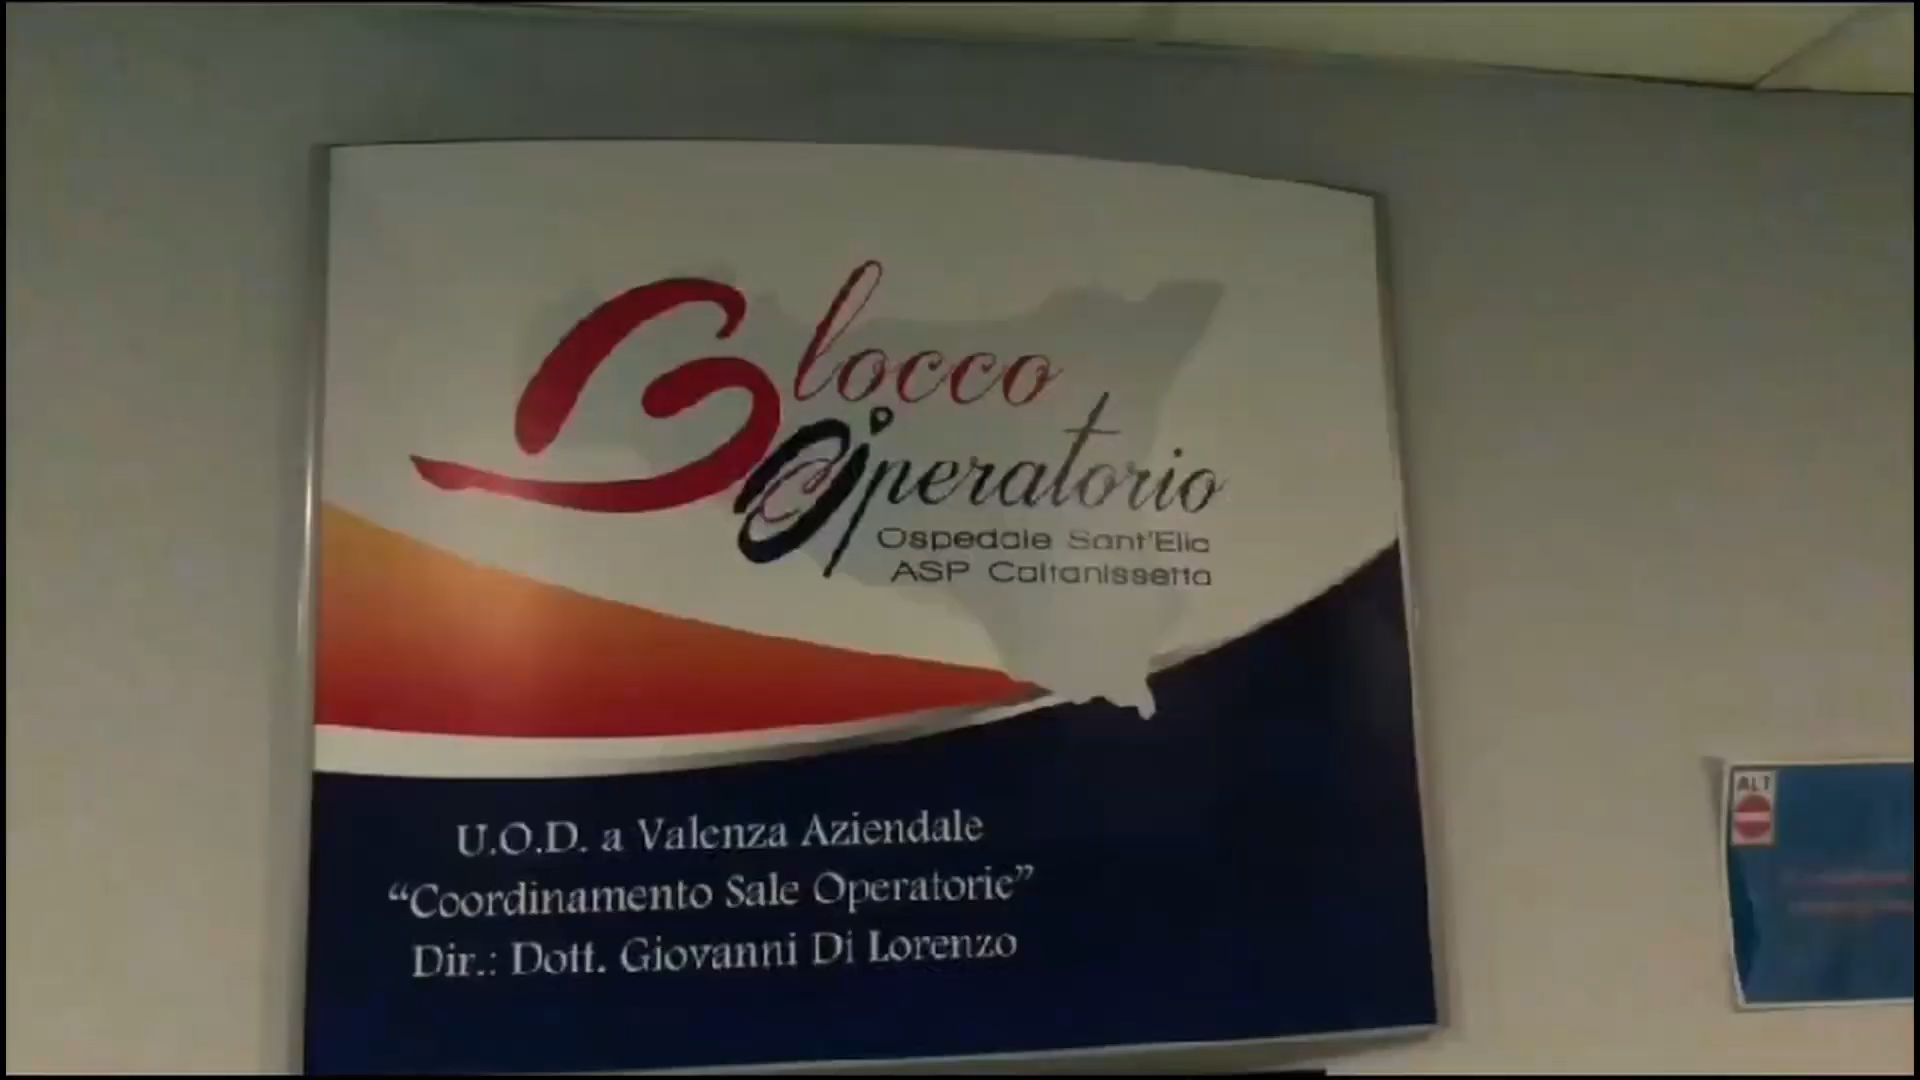 Blocco
Operatorio
Ospedale Sant'Elia
ASP Caltanissetta
U.O.D. a Valenza Aziendale
“Coordinamento Sale Operatorie”
Dir.: Dott. Giovanni Di Lorenzo
ALT